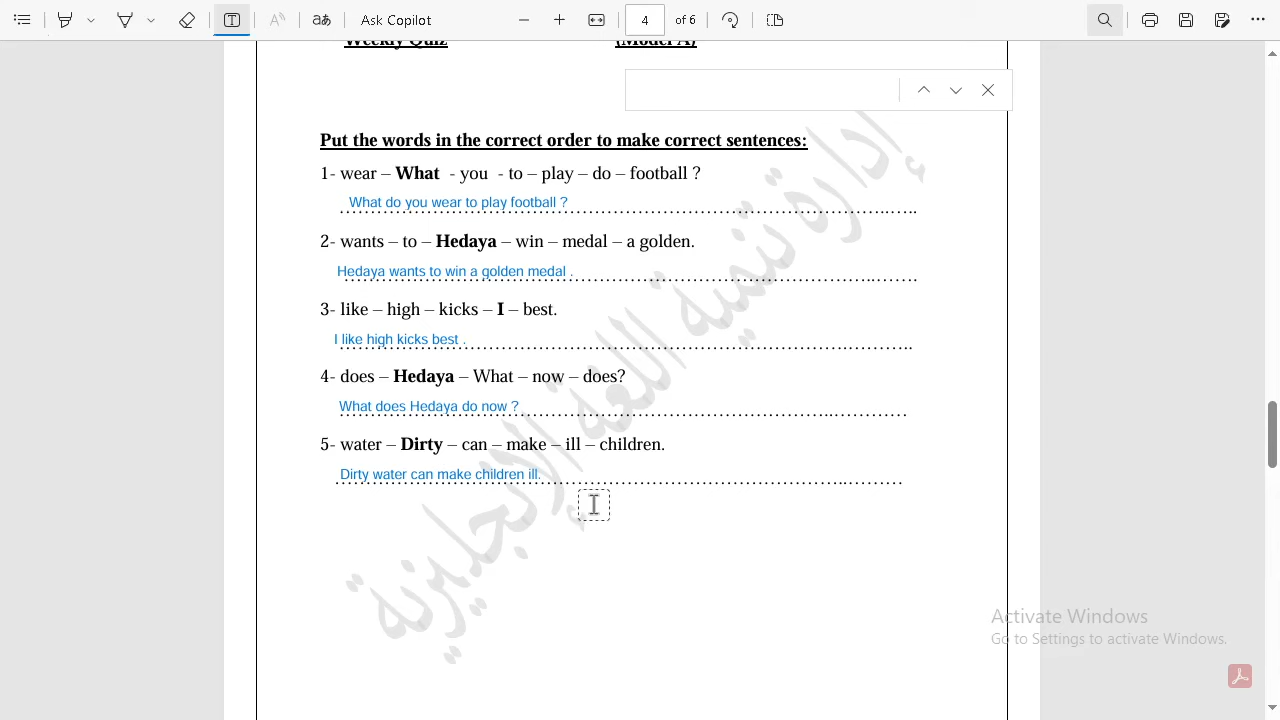 Ask Copilot
4 of 6
Weekly Quiz (Model A)
Put the words in the correct order to make correct sentences:
1- wear – What - you - to – play – do – football ?
What do you wear to play football ?
2- wants – to – Hedaya – win – medal – a golden.
Hedaya wants to win a golden medal .
3- like – high – kicks – I – best.
I like high kicks best .
4- does – Hedaya – What – now – does?
What does Hedaya do now ?
5- water – Dirty – can – make – ill – children.
Dirty water can make children ill.
إدارة تنمية اللغة الإنجليزية
Activate Windows
Go to Settings to activate Windows.